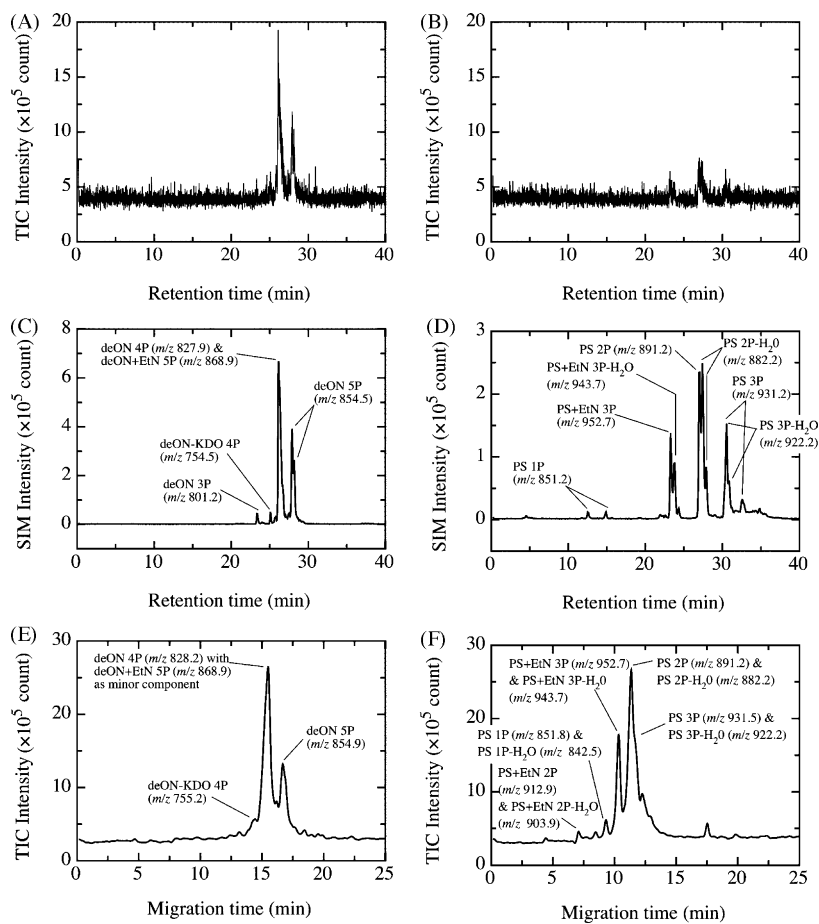 (A)
20
15
10
5
0
TIC Intensity (×10⁵ count)
0 10 20 30 40
Retention time (min)
(B)
20
15
10
5
0
TIC Intensity (×10⁵ count)
0 10 20 30 40
Retention time (min)
(C)
8
6
4
2
0
SIM Intensity (×10⁵ count)
deON 4P (m/z 827.9) &
deON+EtN 5P (m/z 868.9)
deON 5P
(m/z 854.5)
deON-KDO 4P
(m/z 754.5)
deON 3P
(m/z 801.2)
0 10 20 30 40
Retention time (min)
(D)
3
2
1
0
SIM Intensity (×10⁵ count)
PS 2P (m/z 891.2)
PS 2P-H₂0
(m/z 882.2)
PS+EtN 3P-H₂O
(m/z 943.7)
PS 3P
(m/z 931.2)
PS+EtN 3P
(m/z 952.7)
PS 3P-H₂O
(m/z 922.2)
PS 1P
(m/z 851.2)
0 10 20 30 40
Retention time (min)
(E)
30
20
10
0
TIC Intensity (×10⁵ count)
deON 4P (m/z 828.2) with
deON+EtN 5P (m/z 868.9)
as minor component
deON 5P
(m/z 854.9)
deON-KDO 4P
(m/z 755.2)
0 5 10 15 20 25
Migration time (min)
(F)
30
20
10
0
TIC Intensity (×10⁵ count)
PS+EtN 3P (m/z 952.7)
& PS+EtN 3P-H₂0
(m/z 943.7)
PS 2P (m/z 891.2) &
PS 2P-H₂0 (m/z 882.2)
PS 3P (m/z 931.5) &
PS 3P-H₂0 (m/z 922.2)
PS 1P (m/z 851.8) &
PS 1P-H₂O (m/z 842.5)
PS+EtN 2P
(m/z 912.9)
& PS+EtN 2P-H₂O
(m/z 903.9)
0 5 10 15 20 25
Migration time (min)